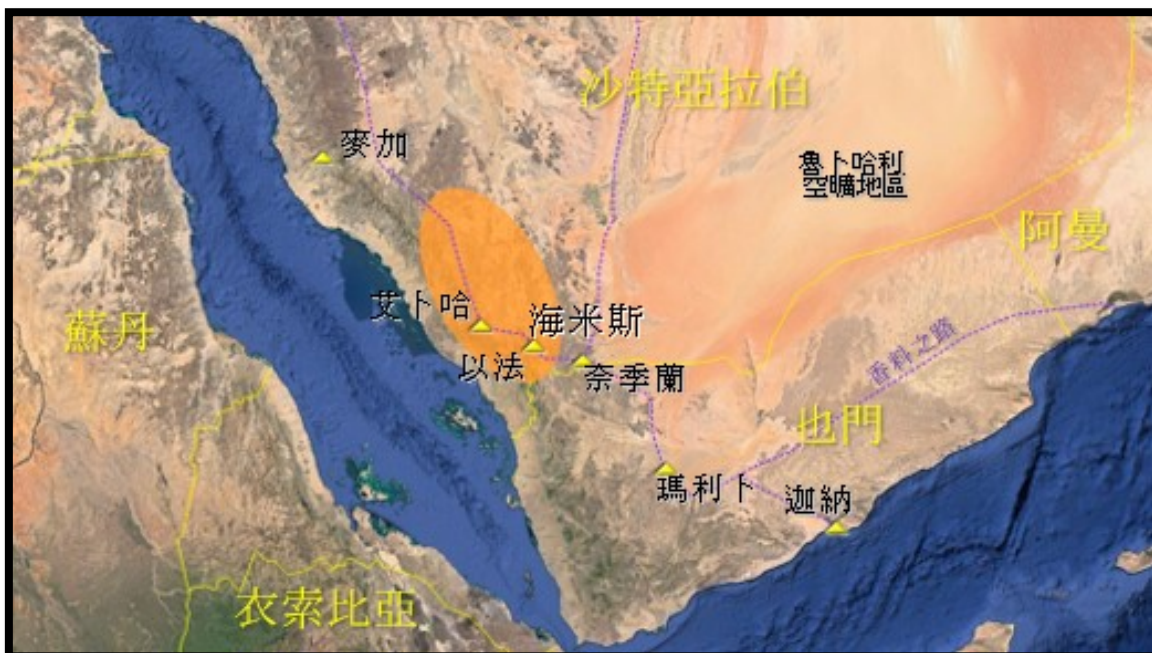 沙特亞拉伯
麥加
魯卜哈利
空曠地區
阿曼
艾卜哈
海米斯
蘇丹
以法
奈季蘭
香料之路
也門
瑪利卜
迦納
衣索比亞